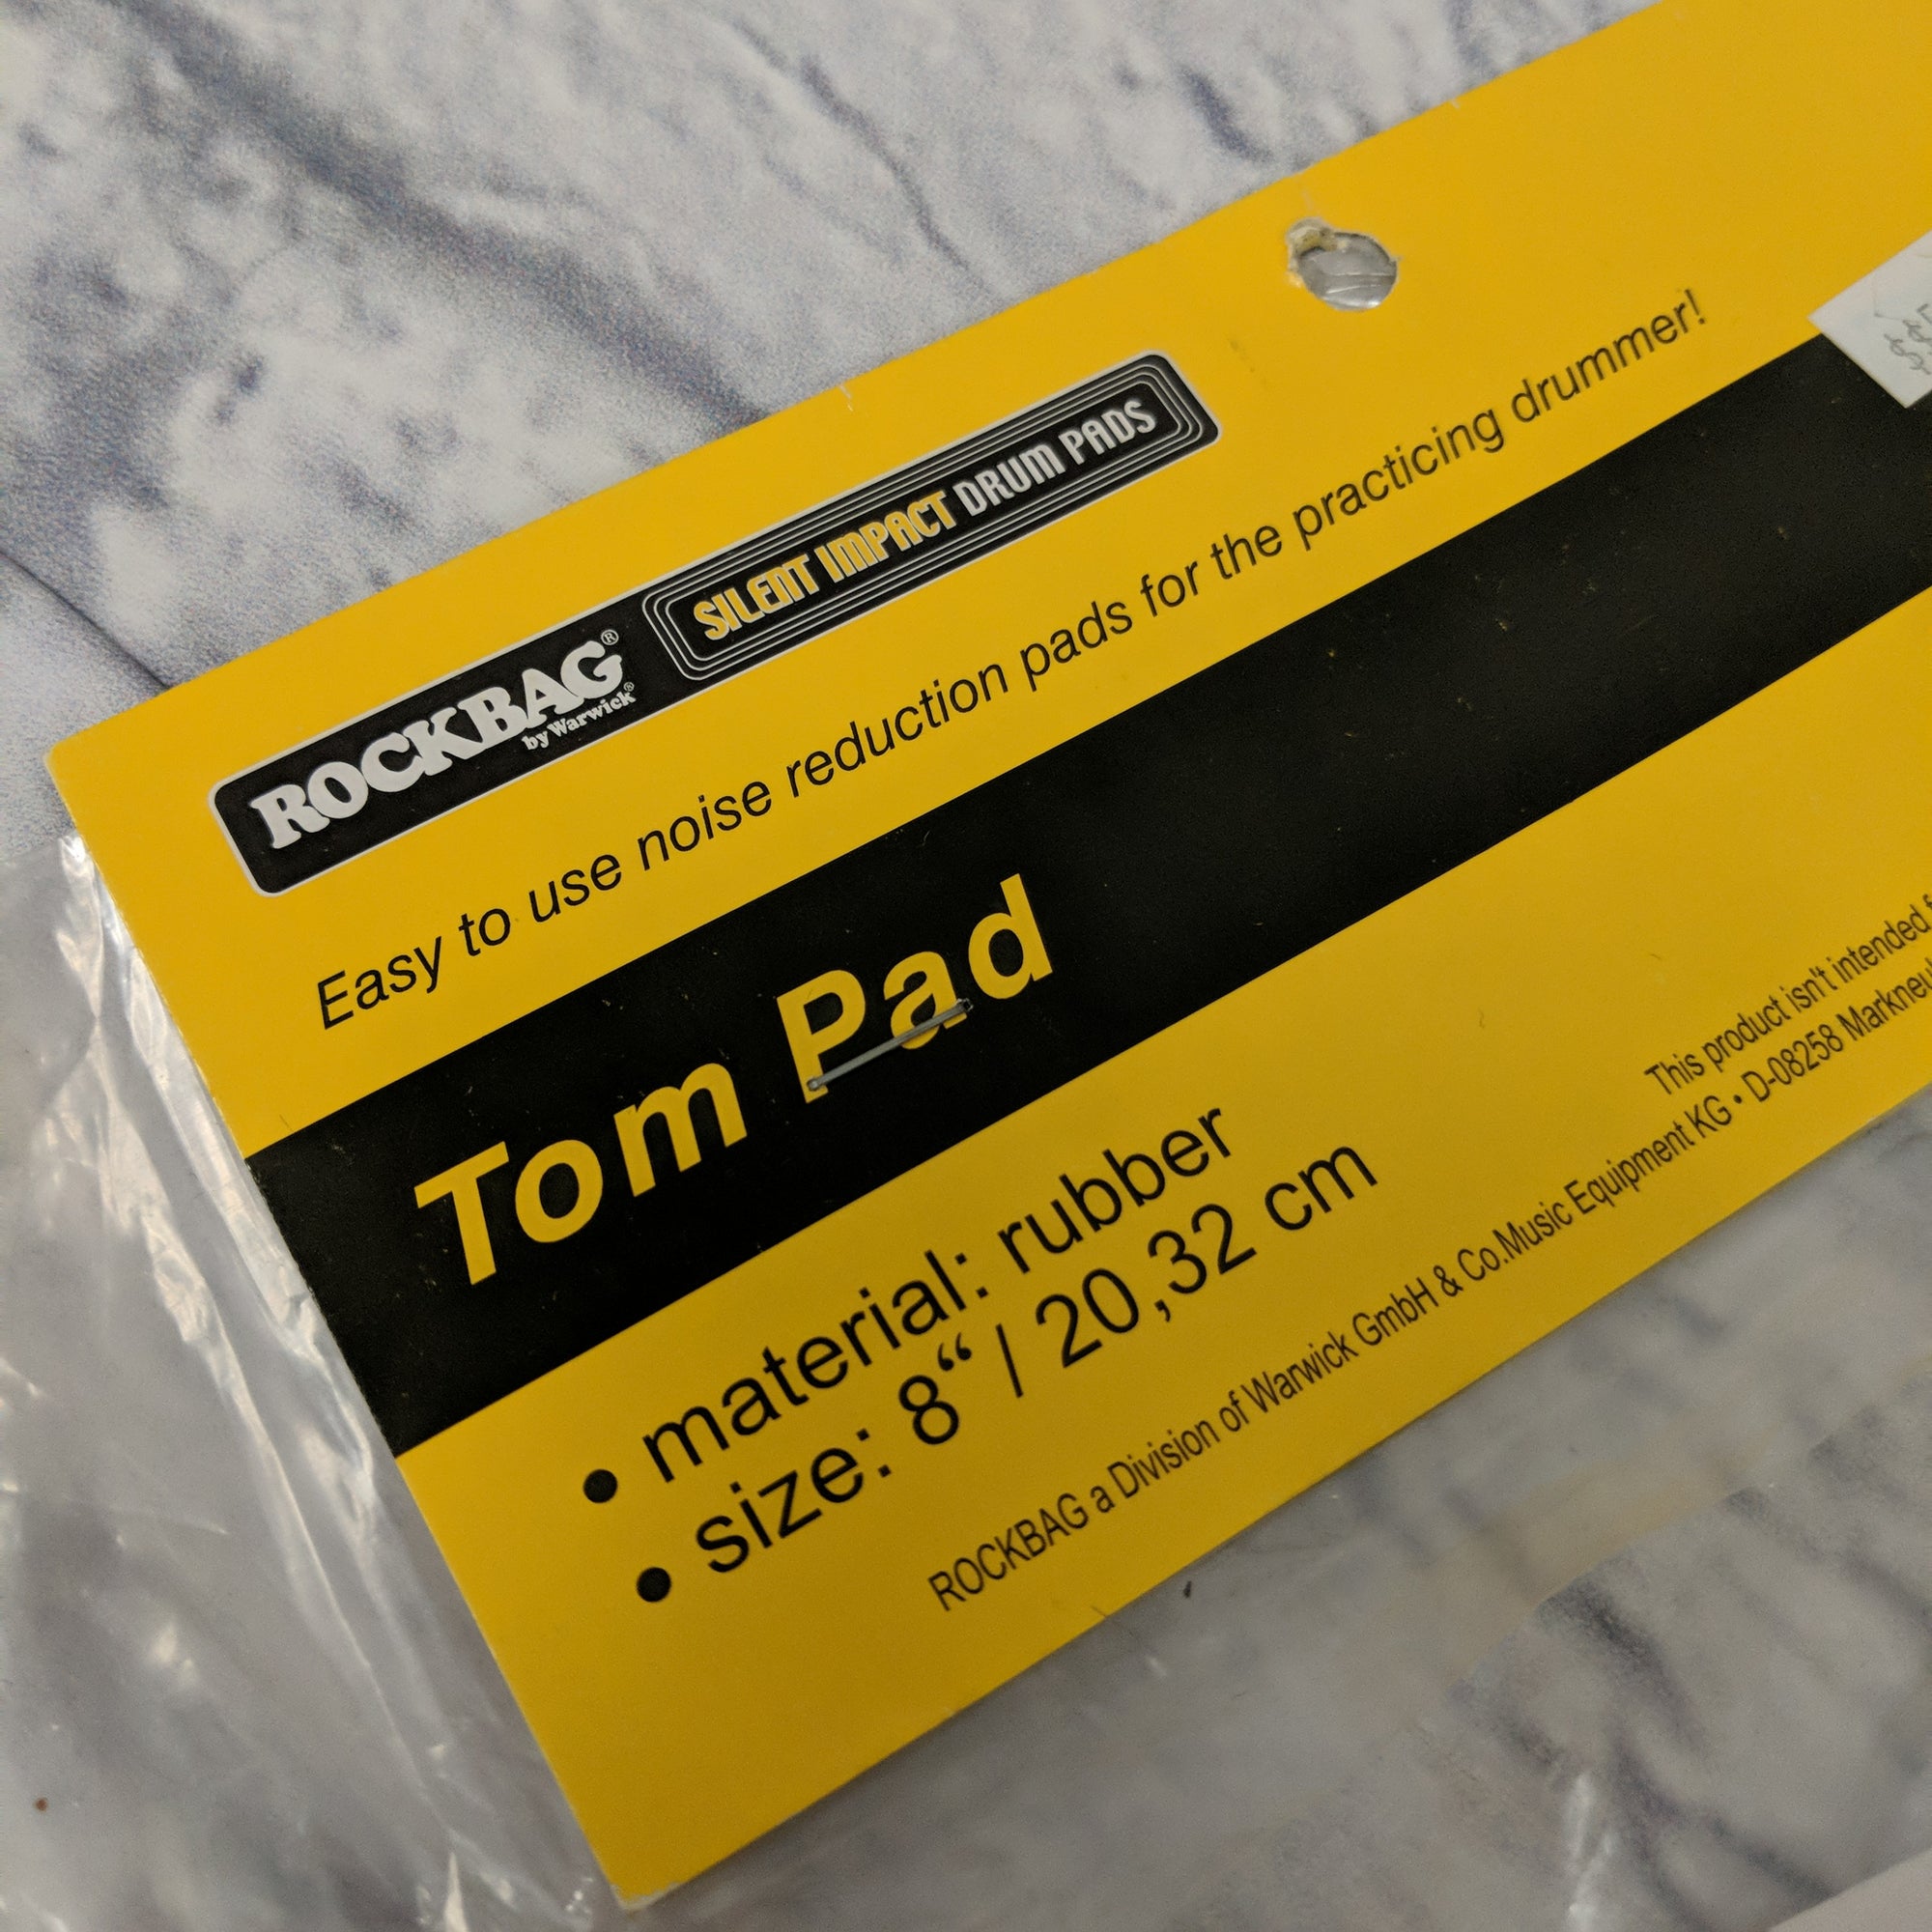 ROCKBAG®
by Warwick®
SILENT IMPACT DRUM PADS
Easy to use noise reduction pads for the practicing drummer!
Tom Pad
• material: rubber
• size: 8“ / 20,32 cm
This product isn't intended
ROCKBAG a Division of Warwick GmbH & Co.Music Equipment KG • D-08258